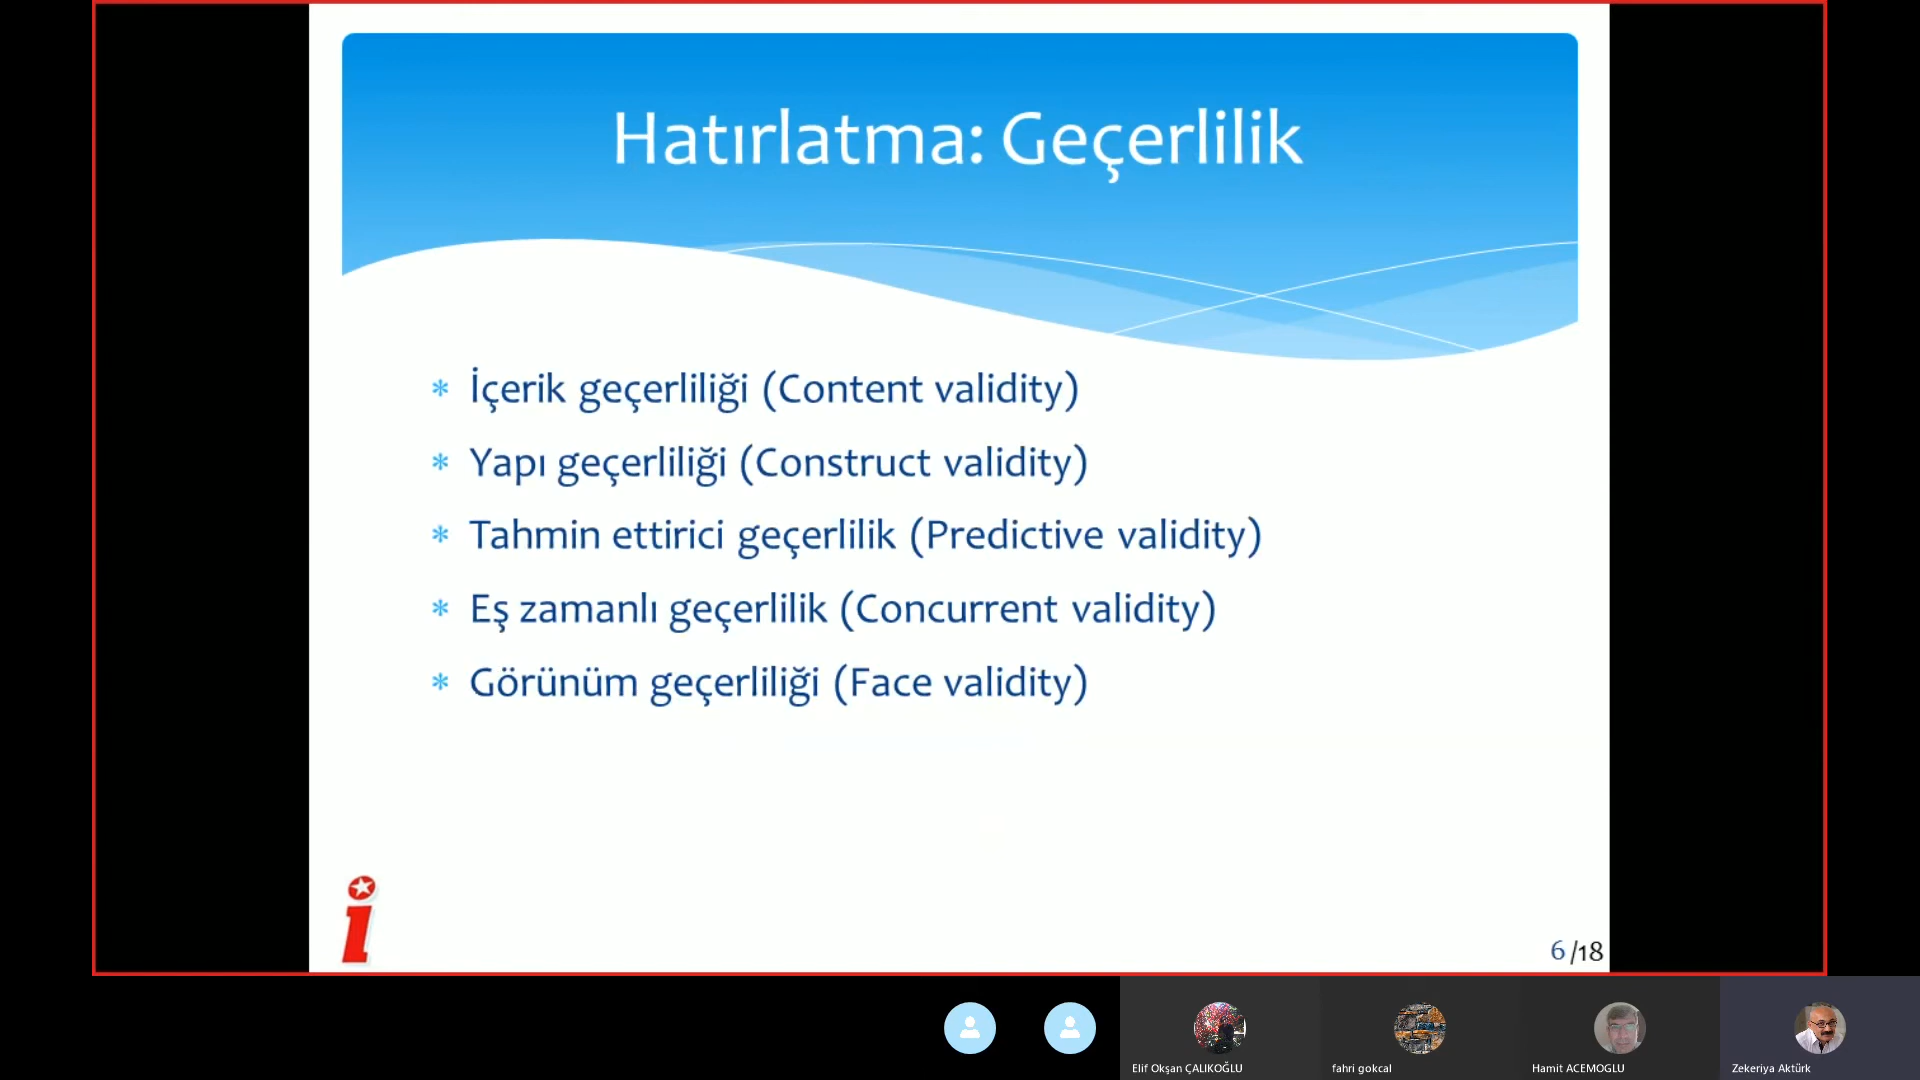 Hatırlatma: Geçerlilik
* İçerik geçerliliği (Content validity)
* Yapı geçerliliği (Construct validity)
* Tahmin ettirici geçerlilik (Predictive validity)
* Eş zamanlı geçerlilik (Concurrent validity)
* Görünüm geçerliliği (Face validity)
i
6 /18
Elif Okşan ÇALIKOĞLU
fahri gokcal
Hamit ACEMOGLU
Zekeriya Aktürk